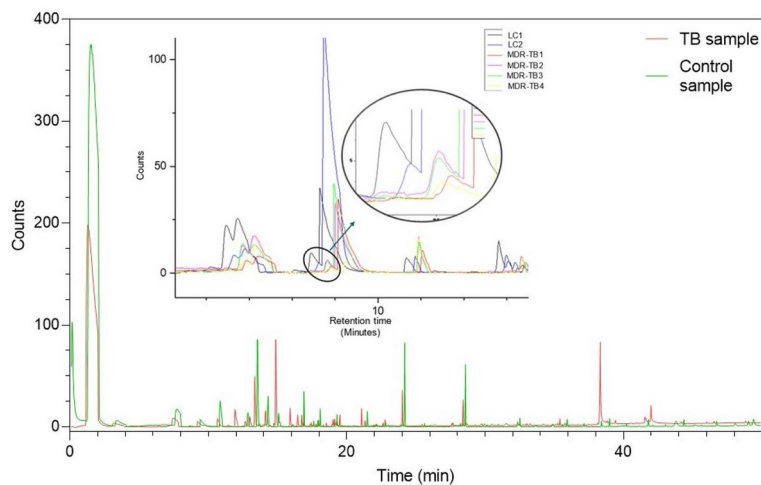 400
300
200
100
0
Counts
0
20
40
Time (min)
TB sample
Control
sample
100
50
0
Counts
10
Retention time
(Minutes)
LC1
LC2
MDR-TB1
MDR-TB2
MDR-TB3
MDR-TB4